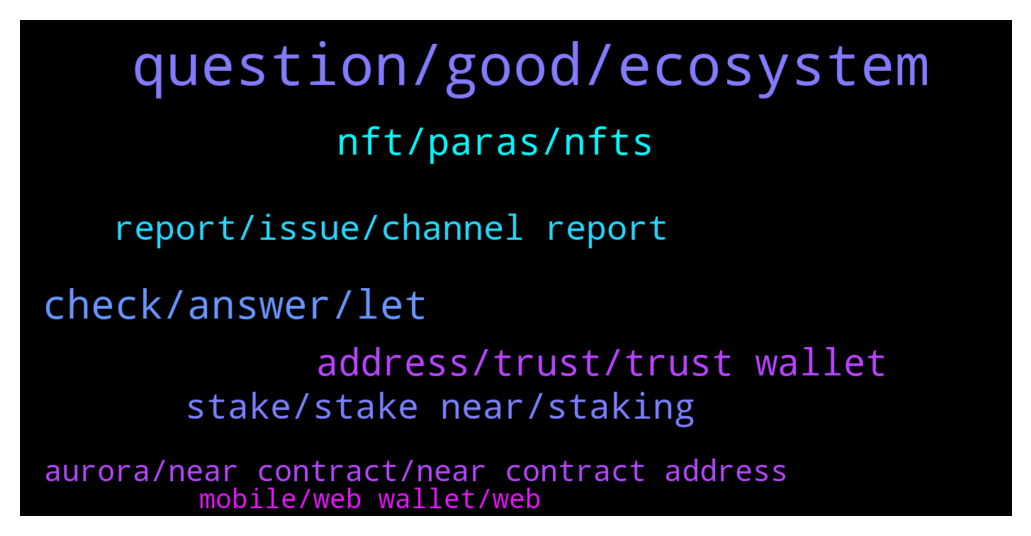 question/good/ecosystem
nft/paras/nfts
report/issue/channel report
check/answer/let
address/trust/trust wallet
stake/stake near/staking
aurora/near contract/near contract address
mobile/web wallet/web